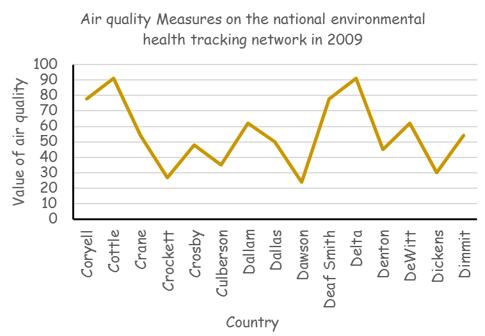 Air quality Measures on the national environmental
health tracking network in 2009
Value of air quality
100
90
80
70
60
50
40
30
20
10
0
Coryell
Cottle
Crane
Crockett
Crosby
Culberson
Dallam
Dallas
Dawson
Deaf Smith
Delta
Denton
DeWitt
Dickens
Dimmit
Country